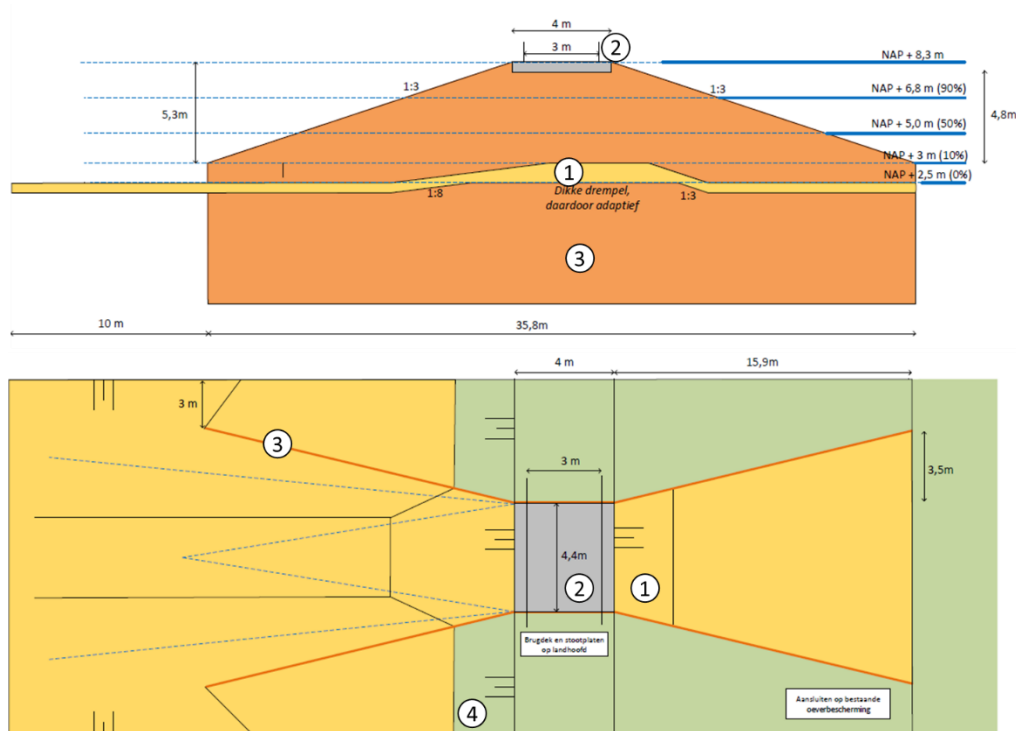 4 m
3 m
2
NAP + 8,3 m
1:3
1:3
NAP + 6,8 m (90%)
5,3m
4,8m
NAP + 5,0 m (50%)
NAP + 3 m (10%)
1
NAP + 2,5 m (0%)
1:8
Dikke drempel,
daardoor adaptief
1:3
3
10 m
35,8m
4 m
15,9m
3 m
3
3 m
3,5m
4,4m
2
1
Brugdek en stootplaten
op landhoofd
Aansluiten op bestaande
oeverbescherming
4